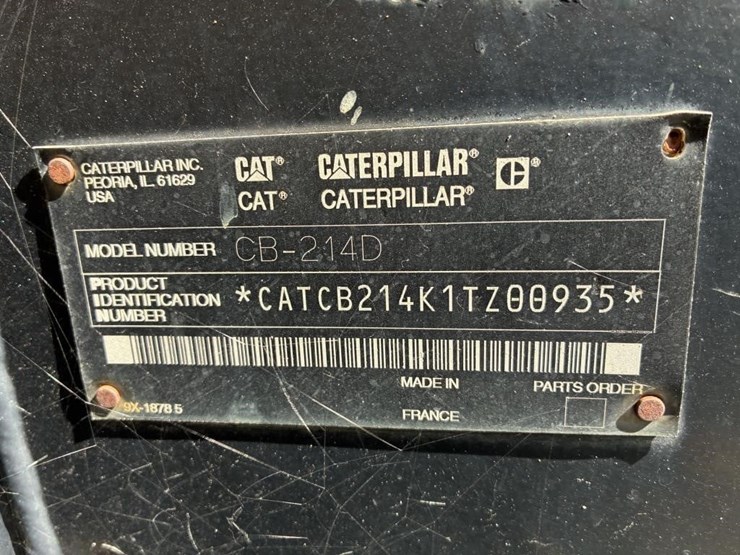 CATERPILLAR INC.
PEORIA, IL 61629
USA
CAT® CATERPILLAR® C®
CAT® CATERPILLAR®
MODEL NUMBER CB-214D
PRODUCT
IDENTIFICATION
NUMBER
*CATCB214K1TZ00935*
MADE IN
FRANCE
PARTS ORDER
9X-1878 5